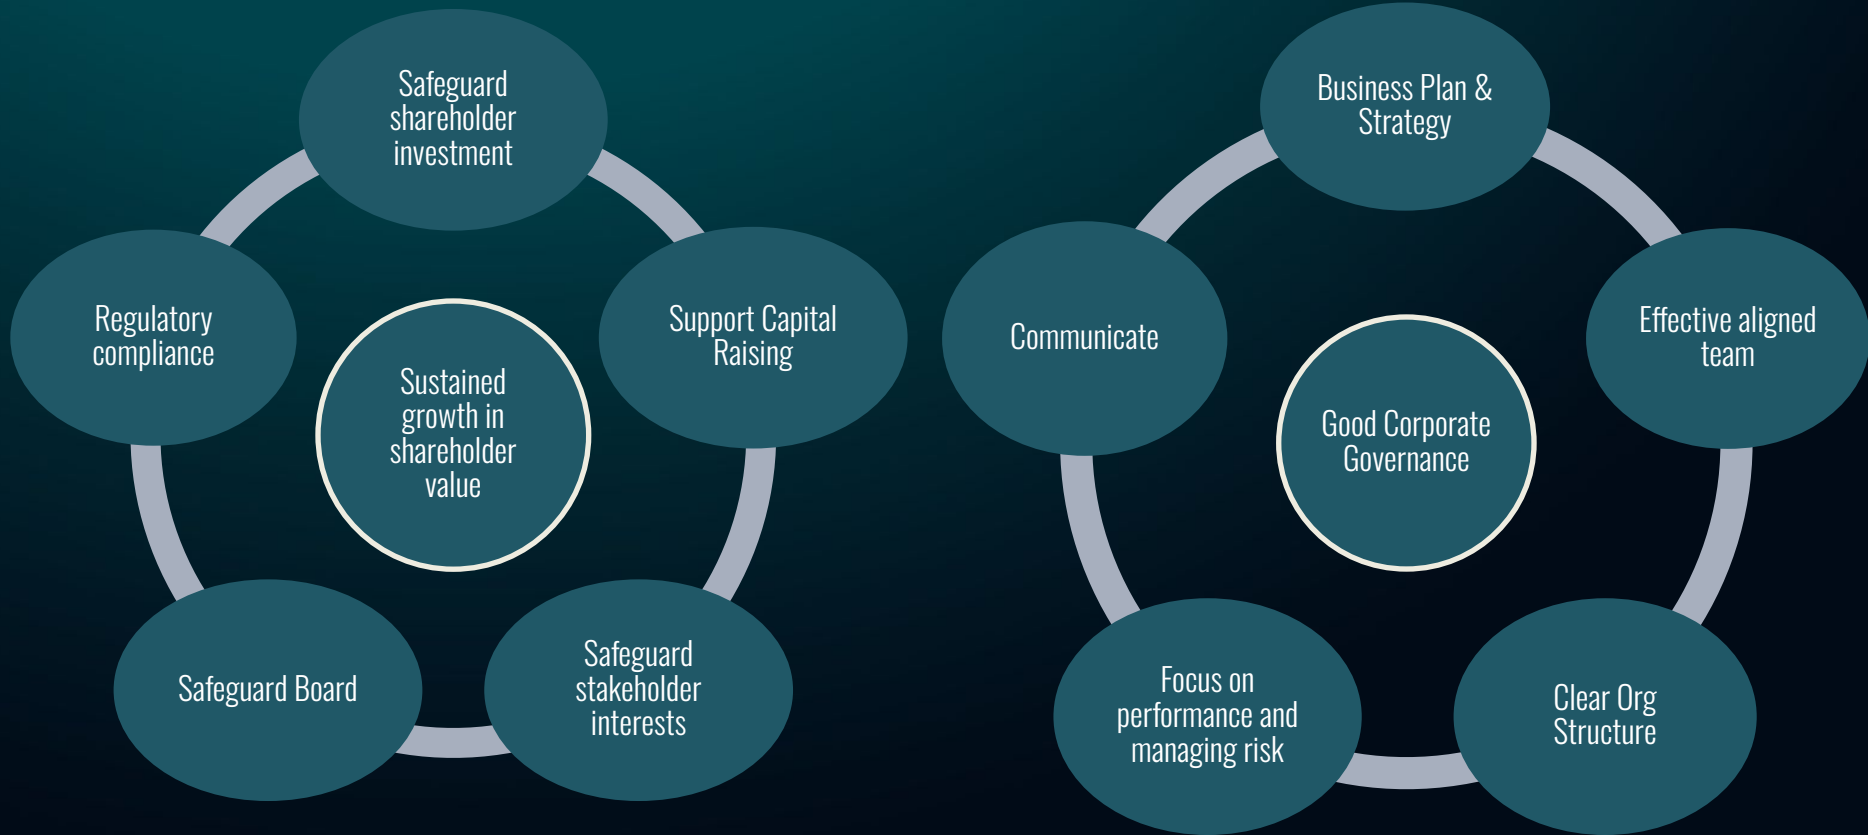 Safeguard
shareholder
investment
Support Capital
Raising
Safeguard
stakeholder
interests
Safeguard Board
Regulatory
compliance
Sustained
growth in
shareholder
value
Business Plan &
Strategy
Effective aligned
team
Clear Org
Structure
Focus on
performance and
managing risk
Communicate
Good Corporate
Governance